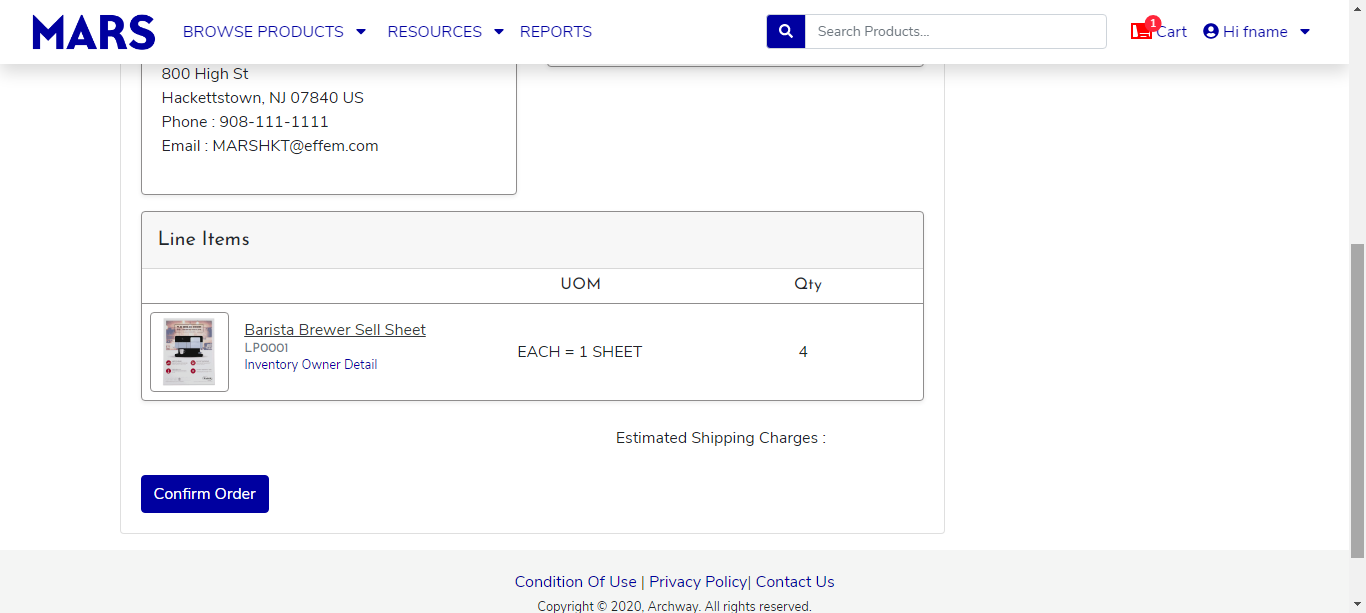 MARS BROWSE PRODUCTS RESOURCES REPORTS Search Products... 1 Cart Hi fname
800 High St
Hackettstown, NJ 07840 US
Phone : 908-111-1111
Email : MARSHKT@effem.com
Line Items
UOM Qty
Barista Brewer Sell Sheet
LP0001
Inventory Owner Detail
EACH = 1 SHEET 4
Estimated Shipping Charges :
Confirm Order
Condition Of Use | Privacy Policy| Contact Us
Copyright © 2020, Archway. All rights reserved.